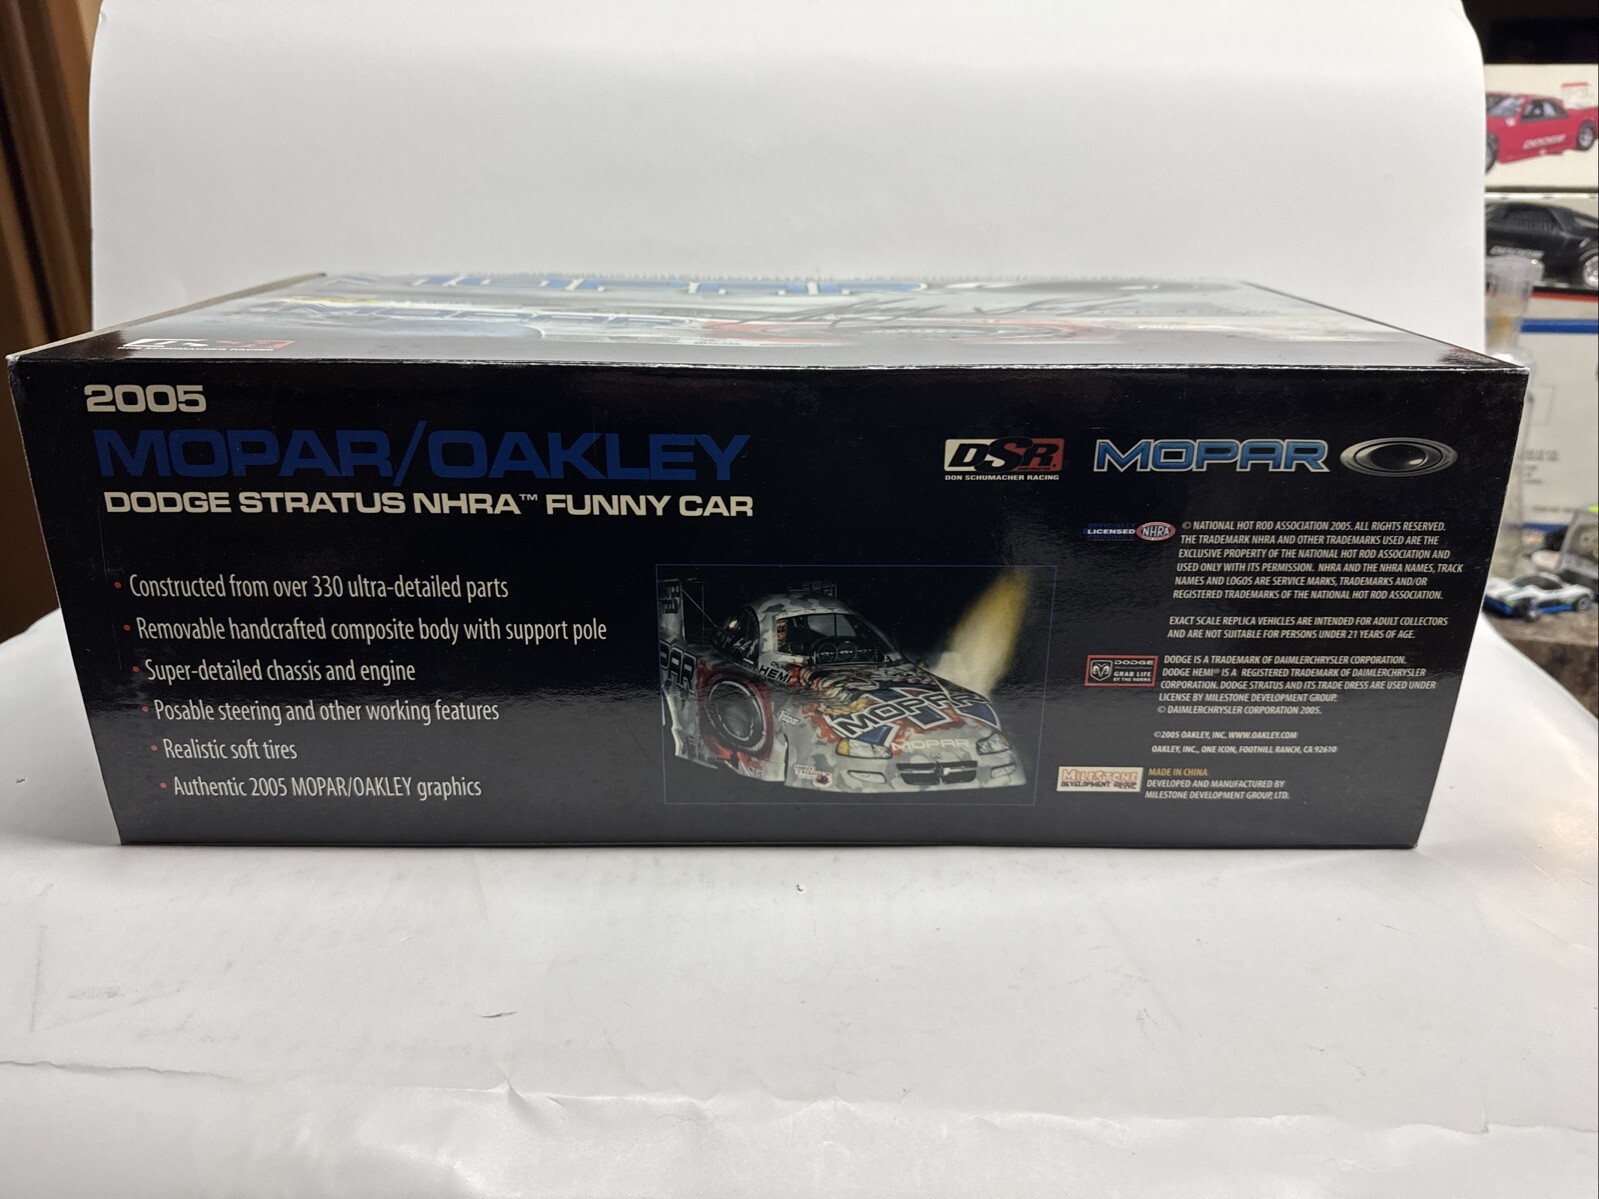 MOPAR
DON SCHUMACHER RACING
2005
MOPAR/OAKLEY
DODGE STRATUS NHRA™ FUNNY CAR
• Constructed from over 330 ultra-detailed parts
• Removable handcrafted composite body with support pole
• Super-detailed chassis and engine
• Posable steering and other working features
• Realistic soft tires
• Authentic 2005 MOPAR/OAKLEY graphics
HEMI
MOPAR
MOPAR
DSR
DON SCHUMACHER RACING
MOPAR
OFFICIALLY
LICENSED NHRA
© NATIONAL HOT ROD ASSOCIATION 2005. ALL RIGHTS RESERVED.
THE TRADEMARK NHRA AND OTHER TRADEMARKS USED ARE THE
EXCLUSIVE PROPERTY OF THE NATIONAL HOT ROD ASSOCIATION AND
USED ONLY WITH ITS PERMISSION. NHRA AND THE NHRA NAMES, TRACK
NAMES AND LOGOS ARE SERVICE MARKS, TRADEMARKS AND/OR
REGISTERED TRADEMARKS OF THE NATIONAL HOT ROD ASSOCIATION.
EXACT SCALE REPLICA VEHICLES ARE INTENDED FOR ADULT COLLECTORS
AND ARE NOT SUITABLE FOR PERSONS UNDER 21 YEARS OF AGE.
DODGE
GRAB LIFE
BY THE HORNS
DODGE IS A TRADEMARK OF DAIMLERCHRYSLER CORPORATION.
DODGE HEMI® IS A REGISTERED TRADEMARK OF DAIMLERCHRYSLER
CORPORATION. DODGE STRATUS AND ITS TRADE DRESS ARE USED UNDER
LICENSE BY MILESTONE DEVELOPMENT GROUP.
© DAIMLERCHRYSLER CORPORATION 2005.
©2005 OAKLEY, INC. WWW.OAKLEY.COM
OAKLEY, INC., ONE ICON, FOOTHILL RANCH, CA 92610
MILESTONE
DEVELOPMENT GROUP
MADE IN CHINA
DEVELOPED AND MANUFACTURED BY
MILESTONE DEVELOPMENT GROUP, LTD.
DODGE